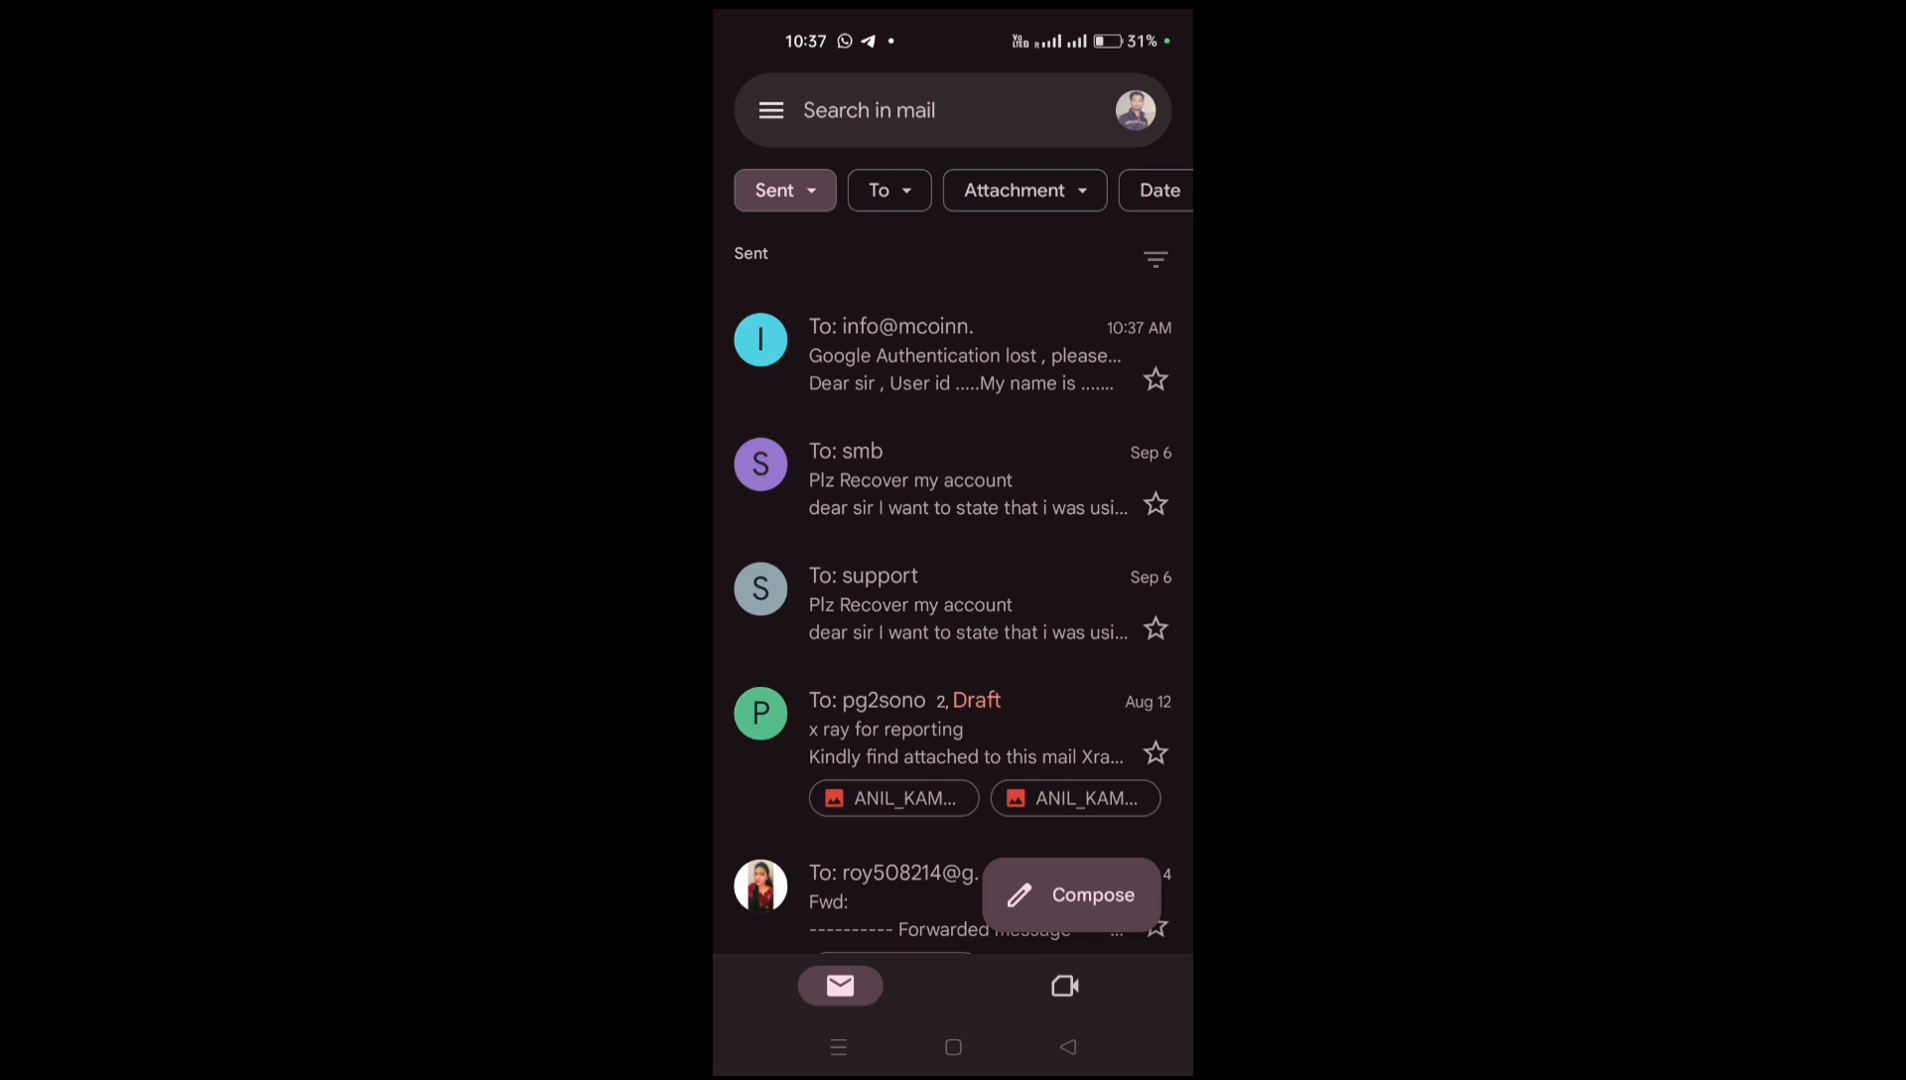 10:37 31%
Search in mail
Sent To Attachment Date
Sent
I To: info@mcoinn. 10:37 AM
Google Authentication lost , please...
Dear sir , User id .....My name is .......
S To: smb Sep 6
Plz Recover my account
dear sir I want to state that i was usi...
S To: support Sep 6
Plz Recover my account
dear sir I want to state that i was usi...
P To: pg2sono 2, Draft Aug 12
x ray for reporting
Kindly find attached to this mail Xra...
ANIL_KAM... ANIL_KAM...
To: roy508214@g. 4
Fwd:
Compose
---------- Forwarded message ...